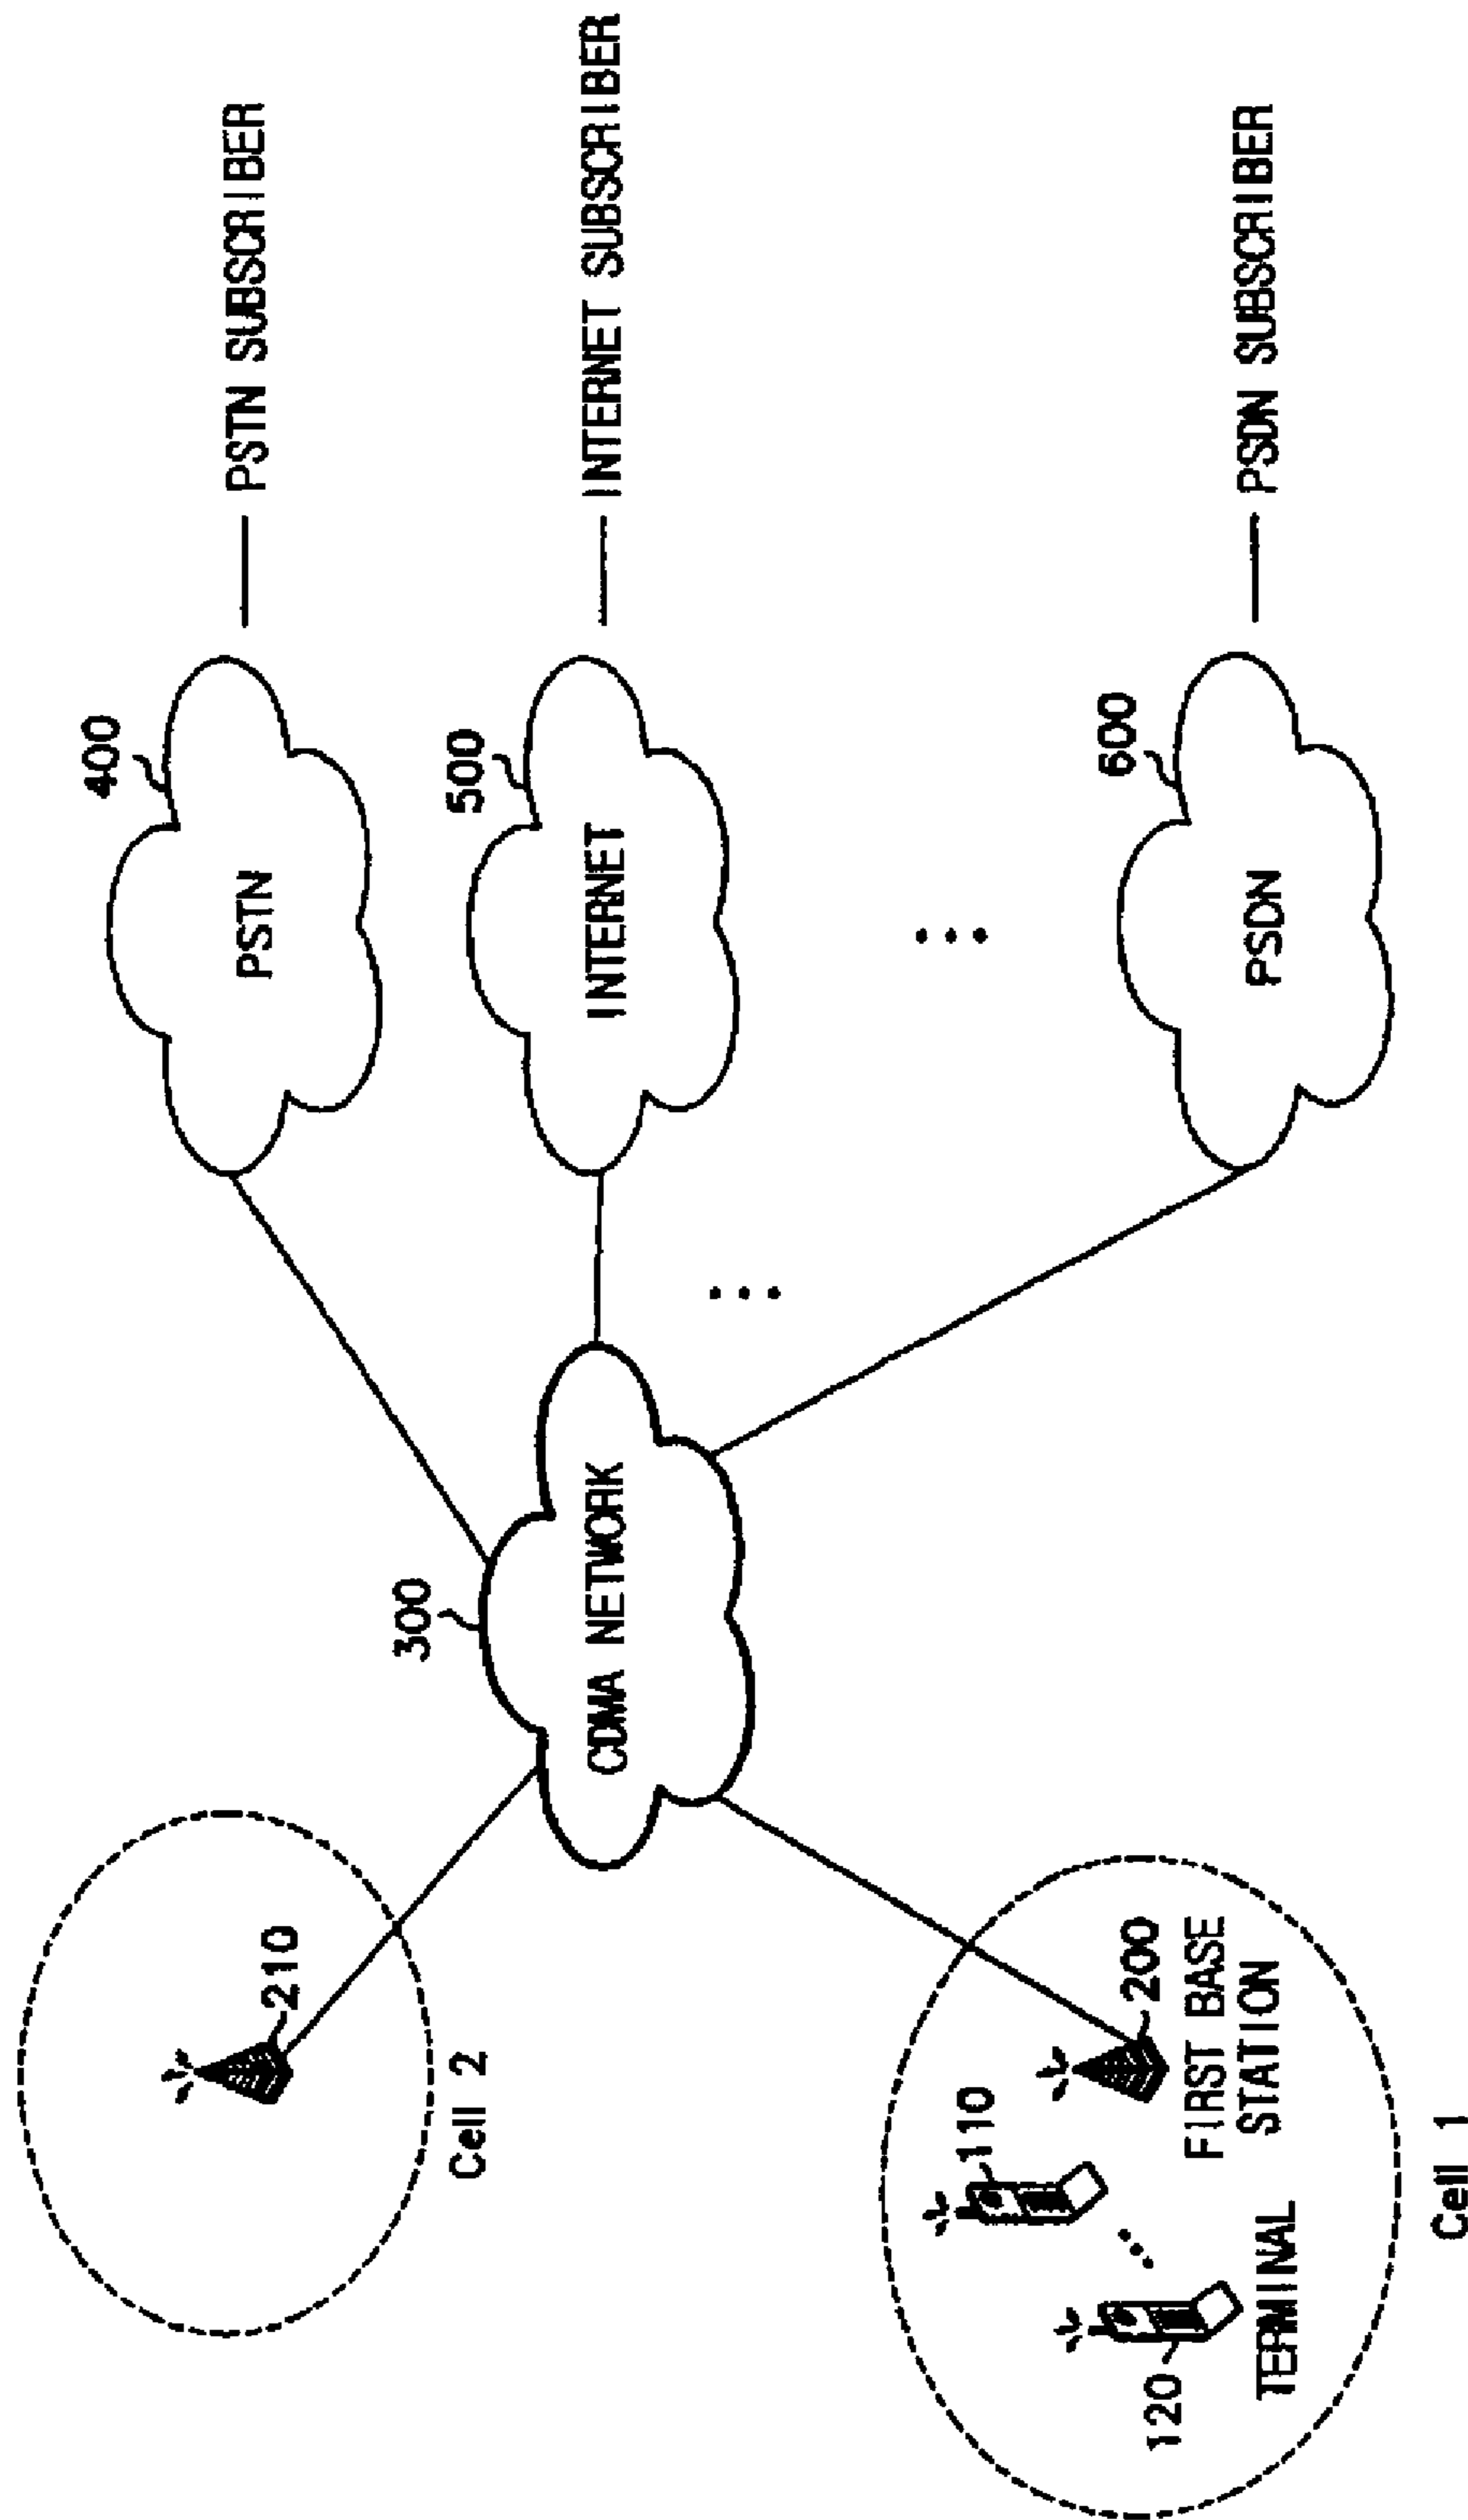 Cell 2
210
300
CDMA NETWORK
400
PSTN
PSTN SUBSCRIBER
500
INTERNET
INTERNET SUBSCRIBER
600
PSDN
PSDN SUBSCRIBER
120
110
200
TERMINAL
FIRST BASE
STATION
Cell 1